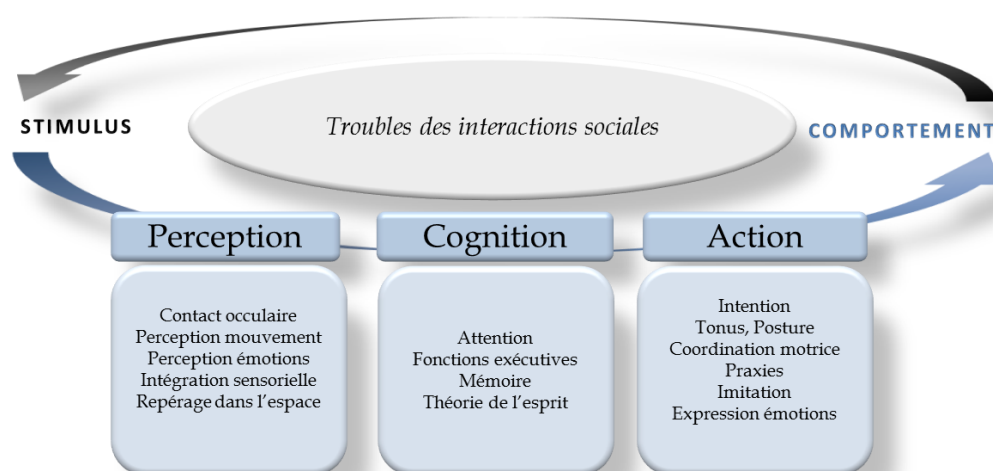 STIMULUS
Troubles des interactions sociales
COMPORTEMENT
Perception
Contact occulaire
Perception mouvement
Perception émotions
Intégration sensorielle
Repérage dans l'espace
Cognition
Attention
Fonctions exécutives
Mémoire
Théorie de l'esprit
Action
Intention
Tonus, Posture
Coordination motrice
Praxies
Imitation
Expression émotions